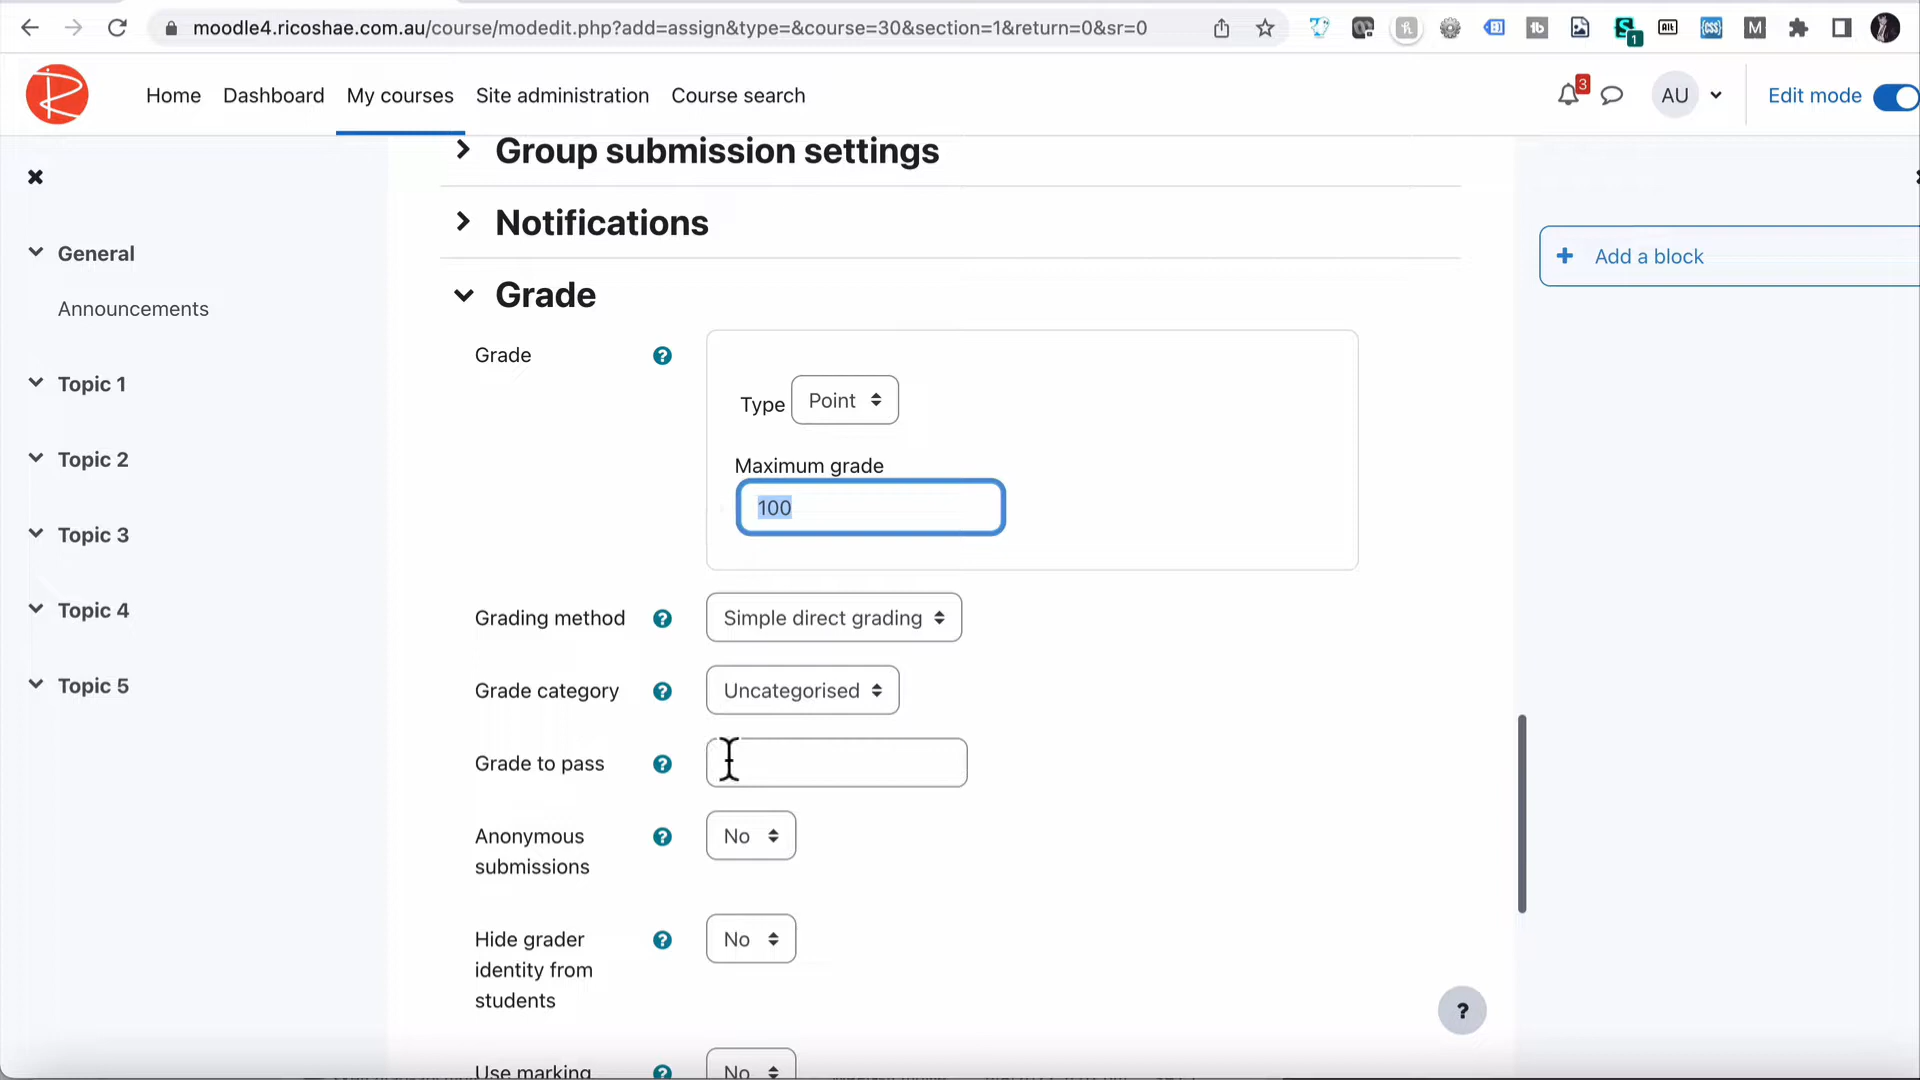 moodle4.ricoshae.com.au/course/modedit.php?add=assign&type=&course=30&section=1&return=0&sr=0
Home Dashboard My courses Site administration Course search
3
AU
Edit mode
Group submission settings
Notifications
Grade
General
Announcements
Topic 1
Topic 2
Topic 3
Topic 4
Topic 5
Add a block
Grade
Type Point
Maximum grade
100
Grading method Simple direct grading
Grade category Uncategorised
Grade to pass
Anonymous
submissions
No
Hide grader
identity from
students
No
Use marking No